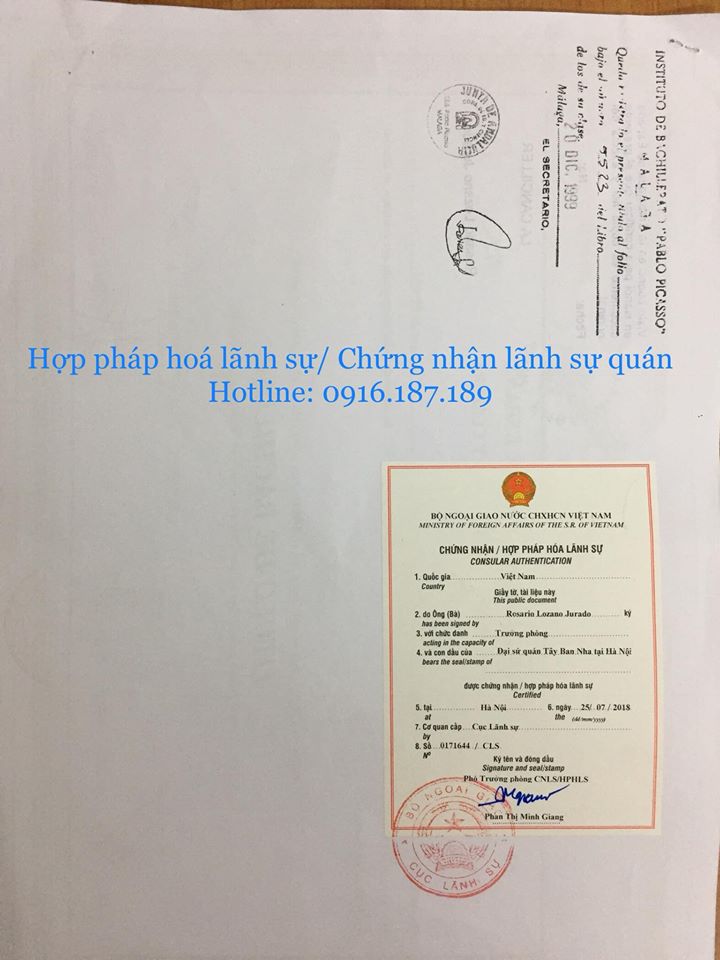 INSTITUTO DE BACHILLERATO "PABLO PICASSO"
MALAGA
Queda registrado el presente título al folio
bajo el número 9523 del Libro
de los de su clase.
Málaga, 20 DIC. 1999
EL SECRETARIO,
JUNTA DE ANDALUCIA
MALAGA
LA CANCILLER
Hợp pháp hoá lãnh sự/ Chứng nhận lãnh sự quán
Hotline: 0916.187.189
BỘ NGOẠI GIAO NƯỚC CHXHCN VIỆT NAM
MINISTRY OF FOREIGN AFFAIRS OF THE S.R. OF VIETNAM
CHỨNG NHẬN / HỢP PHÁP HÓA LÃNH SỰ
CONSULAR AUTHENTICATION
1. Quốc gia Việt Nam
Country
Giấy tờ, tài liệu này
This public document
2. do Ông (Bà) Rosario Lozano Jurado ký
has been signed by
3. với chức danh Trưởng phòng
acting in the capacity of
4. và con dấu của Đại sứ quán Tây Ban Nha tại Hà Nội
bears the seal/stamp of
được chứng nhận / hợp pháp hóa lãnh sự
Certified
5. tại Hà Nội 6. ngày 25/ 07 / 2018
at the (dd/mm/yyyy)
7. Cơ quan cấp Cục Lãnh sự
by
8. Số 0171644 / CLS
Nº
Ký tên và đóng dấu
Signature and seal/stamp
Phó Trưởng phòng CNLS/HPHLS
Phan Thị Minh Giang
BỘ NGOẠI GIAO
CỤC LÃNH SỰ